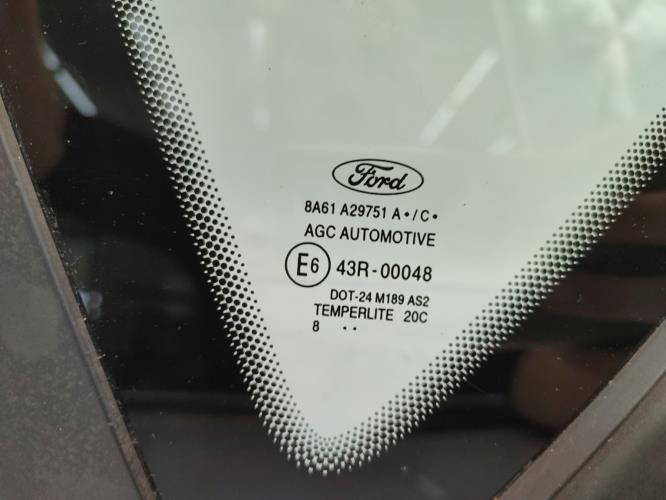 Ford
8A61 A29751 A•/C•
AGC AUTOMOTIVE
E6 43R-00048
DOT-24 M189 AS2
TEMPERLITE 20C
8 . .